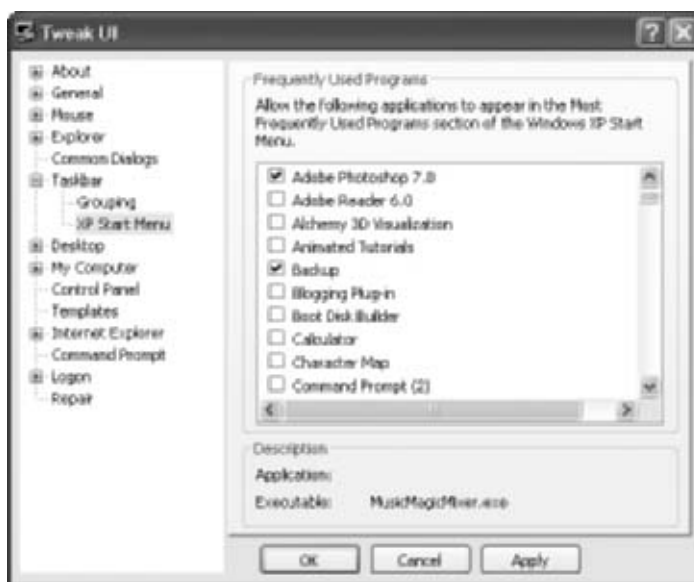 Tweak UI
About
General
Mouse
Explorer
Common Dialogs
Taskbar
Grouping
XP Start Menu
Desktop
My Computer
Control Panel
Templates
Internet Explorer
Command Prompt
Logon
Repair
Frequently Used Programs
Allow the following applications to appear in the Most
Frequently Used Programs section of the Windows XP Start
Menu.
Adobe Photoshop 7.0
Adobe Reader 6.0
Alchemy 3D Visualization
Animated Tutorials
Backup
Blogging Plug-in
Boot Disk Builder
Calculator
Character Map
Command Prompt (2)
Description
Application:
Executable: MusicMagicMixer.exe
OK Cancel Apply